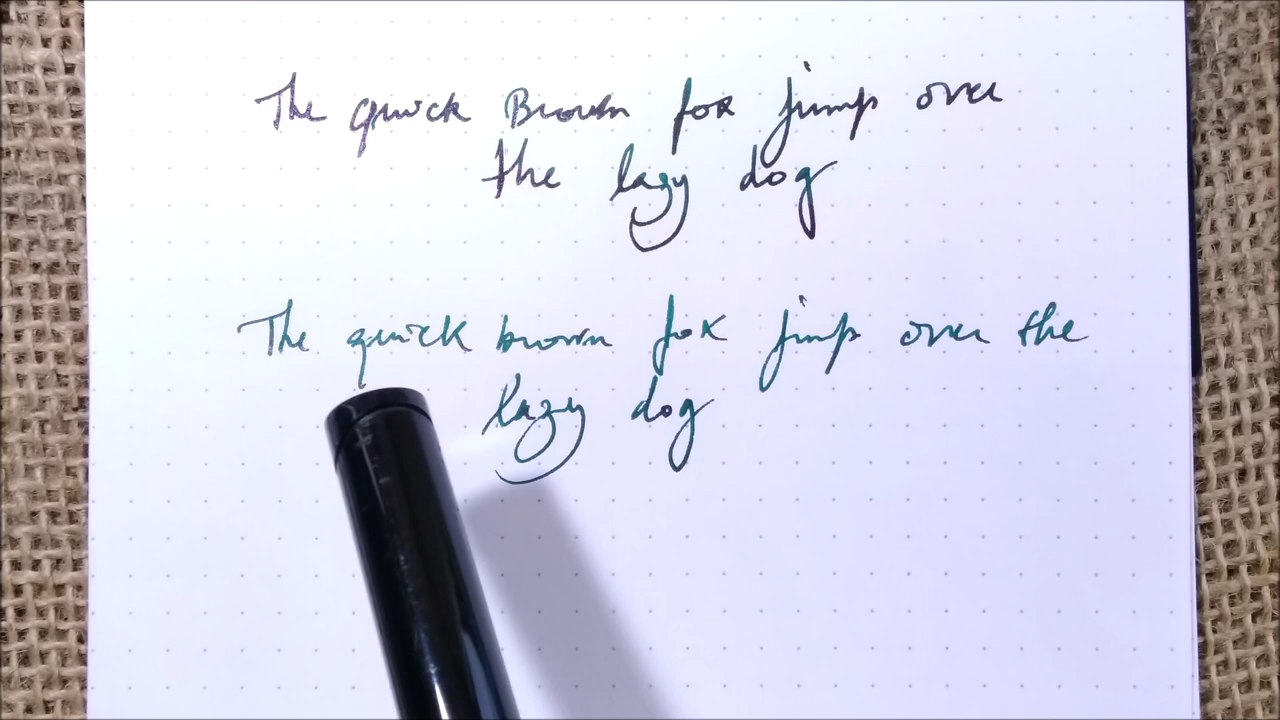 The quick Brown fox jump over
the lazy dog
The quick brown fox jump over the
lazy dog